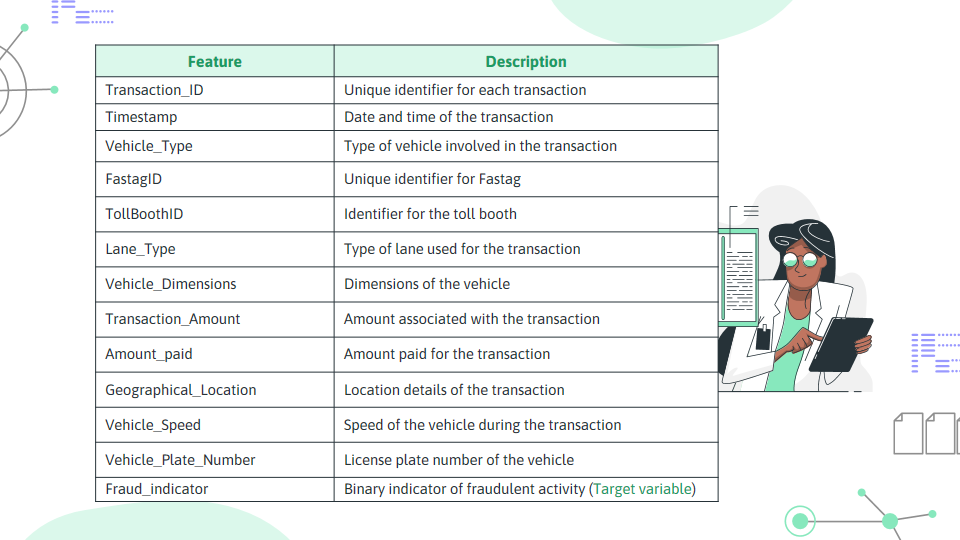 Feature Description
Transaction_ID Unique identifier for each transaction
Timestamp Date and time of the transaction
Vehicle_Type Type of vehicle involved in the transaction
FastagID Unique identifier for Fastag
TollBoothID Identifier for the toll booth
Lane_Type Type of lane used for the transaction
Vehicle_Dimensions Dimensions of the vehicle
Transaction_Amount Amount associated with the transaction
Amount_paid Amount paid for the transaction
Geographical_Location Location details of the transaction
Vehicle_Speed Speed of the vehicle during the transaction
Vehicle_Plate_Number License plate number of the vehicle
Fraud_indicator Binary indicator of fraudulent activity (Target variable)